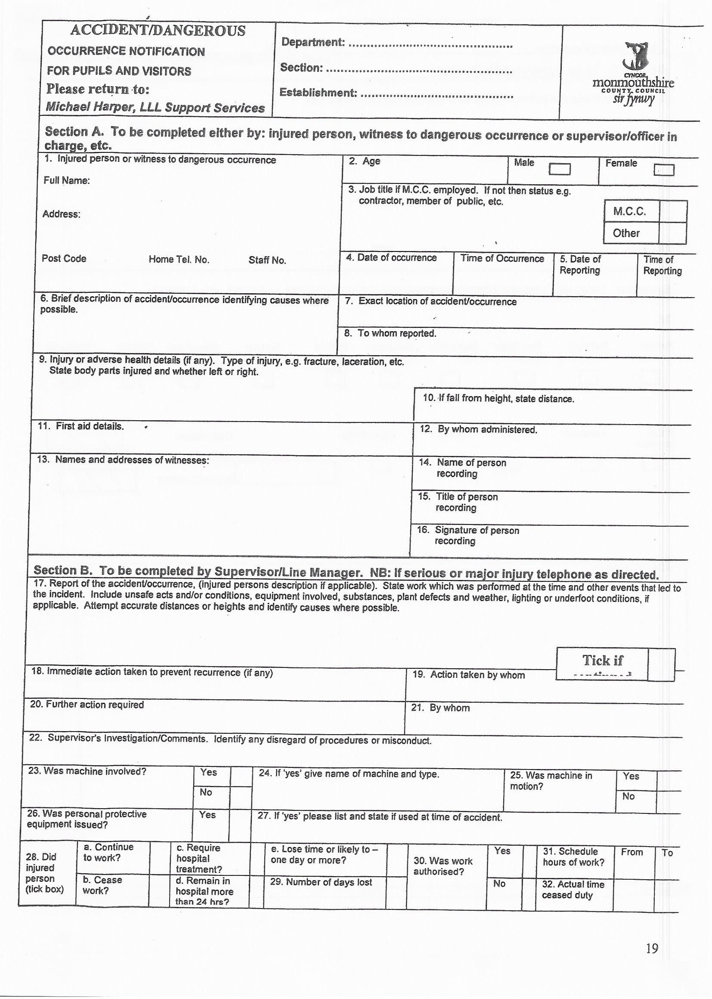 ACCIDENT/DANGEROUS
OCCURRENCE NOTIFICATION
FOR PUPILS AND VISITORS
Please return to:
Michael Harper, LLL Support Services
Department: ............................................
Section: ..................................................
Establishment: .........................................
CYNGOR
monmouthshire
COUNTY COUNCIL
sir fynwy
Section A. To be completed either by: injured person, witness to dangerous occurrence or supervisor/officer in
charge, etc.
1. Injured person or witness to dangerous occurrence
Full Name:
Address:
Post Code Home Tel. No. Staff No.
2. Age
Male
Female
3. Job title if M.C.C. employed. If not then status e.g.
contractor, member of public, etc.
M.C.C.
Other
4. Date of occurrence
Time of Occurrence
5. Date of
Reporting
Time of
Reporting
6. Brief description of accident/occurrence identifying causes where
possible.
7. Exact location of accident/occurrence
8. To whom reported.
9. Injury or adverse health details (if any). Type of injury, e.g. fracture, laceration, etc.
State body parts injured and whether left or right.
10. If fall from height, state distance.
11. First aid details.
12. By whom administered.
13. Names and addresses of witnesses:
14. Name of person
recording
15. Title of person
recording
16. Signature of person
recording
Section B. To be completed by Supervisor/Line Manager. NB: If serious or major injury telephone as directed.
17. Report of the accident/occurrence, (injured persons description if applicable). State work which was performed at the time and other events that led to
the incident. Include unsafe acts and/or conditions, equipment involved, substances, plant defects and weather, lighting or underfoot conditions, if
applicable. Attempt accurate distances or heights and identify causes where possible.
Tick if
18. Immediate action taken to prevent recurrence (if any)
19. Action taken by whom
20. Further action required
21. By whom
22. Supervisor's Investigation/Comments. Identify any disregard of procedures or misconduct.
23. Was machine involved?
Yes
No
24. If 'yes' give name of machine and type.
25. Was machine in
motion?
Yes
No
26. Was personal protective
equipment issued?
Yes
27. If 'yes' please list and state if used at time of accident.
28. Did
injured
person
(tick box)
a. Continue
to work?
b. Cease
work?
c. Require
hospital
treatment?
d. Remain in
hospital more
than 24 hrs?
e. Lose time or likely to –
one day or more?
29. Number of days lost
30. Was work
authorised?
Yes
No
31. Schedule
hours of work?
From
To
32. Actual time
ceased duty
19